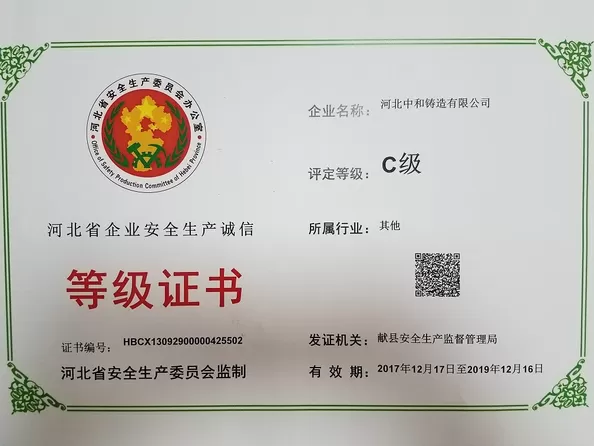 河北省安全生产委员会办公室
Office of Safety Production Committee of Hebei Province
河北省企业安全生产诚信
等级证书
证书编号： HBCX13092900000425502
河北省安全生产委员会监制
企业名称： 河北中和铸造有限公司
评定等级： C级
所属行业： 其他
发证机关： 献县安全生产监督管理局
有 效 期： 2017年12月17日至2019年12月16日